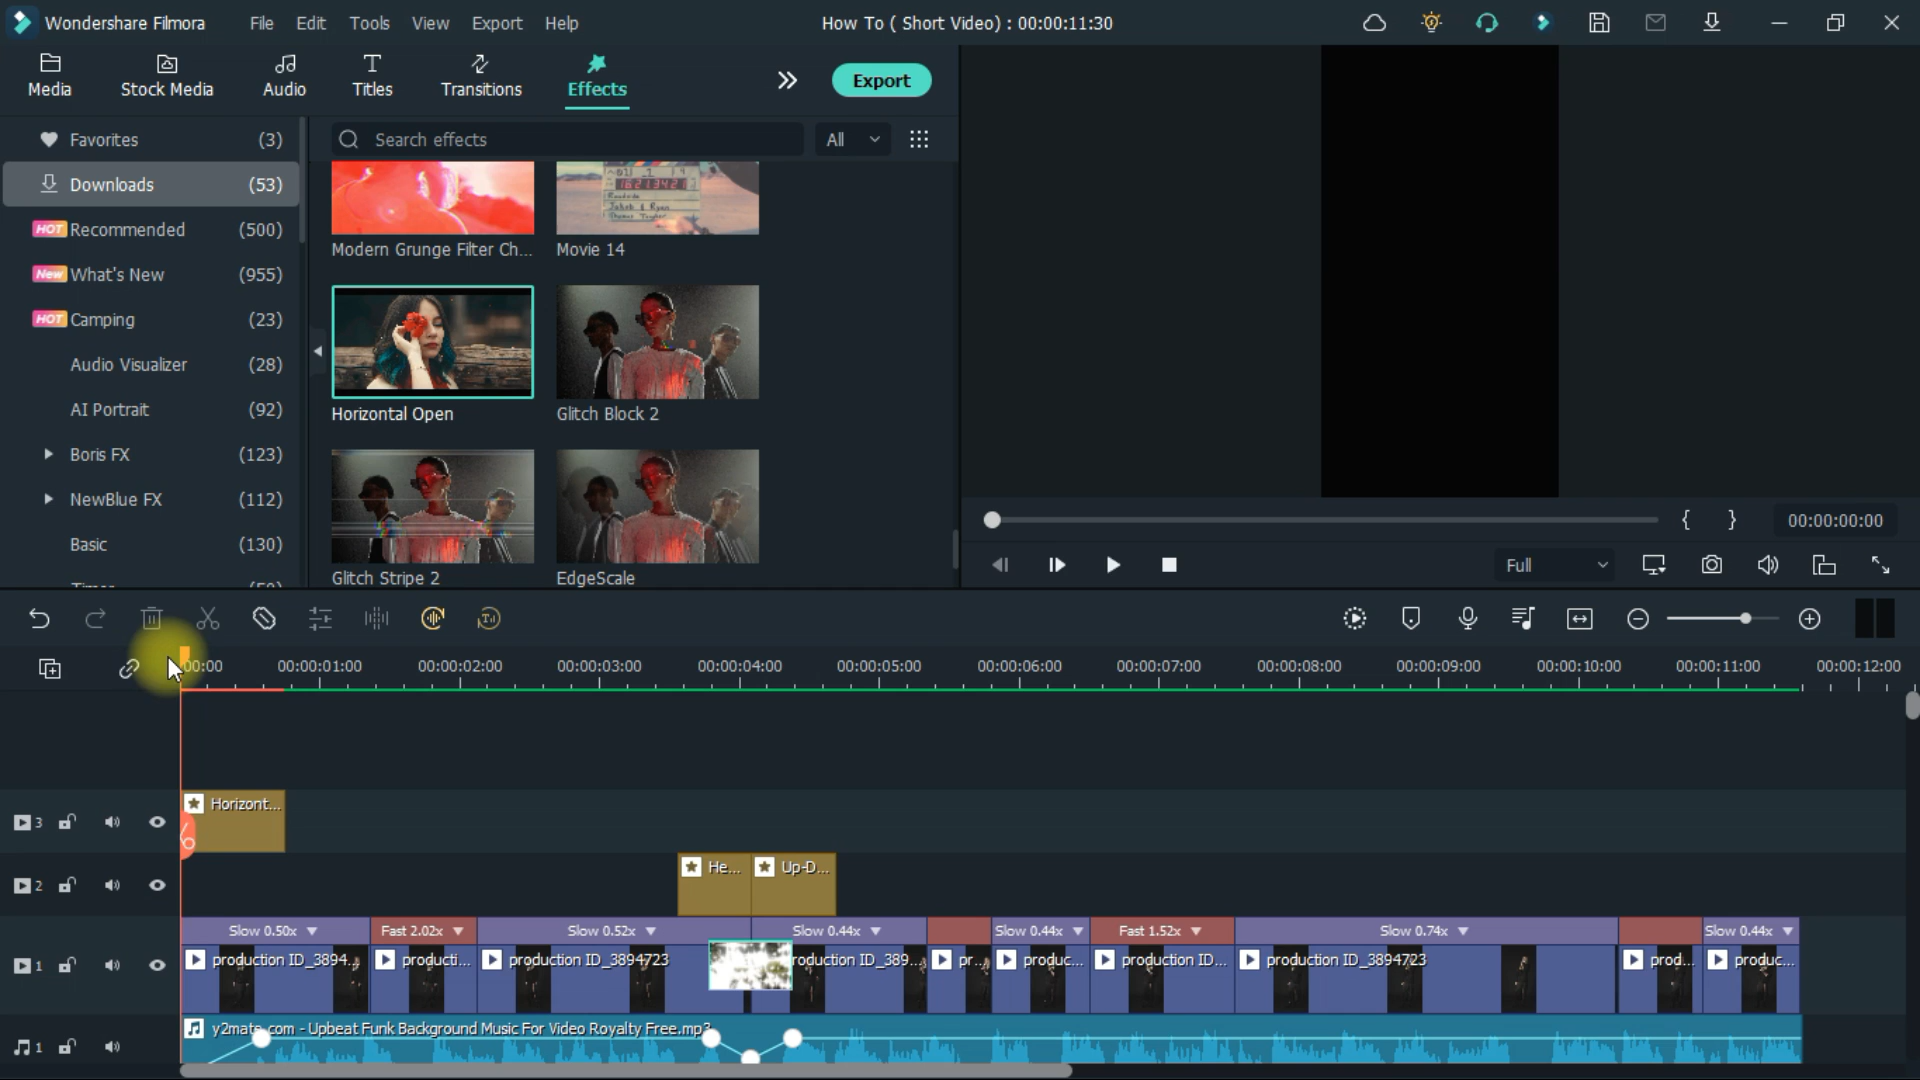 Wondershare Filmora File Edit Tools View Export Help How To ( Short Video) : 00:00:11:30
Media Stock Media Audio Titles Transitions Effects Export
Favorites (3)
Downloads (53)
HOT Recommended (500)
New What's New (955)
HOT Camping (23)
Audio Visualizer (28)
AI Portrait (92)
Boris FX (123)
NewBlue FX (112)
Basic (130)
Search effects All
Modern Grunge Filter Ch... Movie 14
Horizontal Open Glitch Block 2
Glitch Stripe 2 EdgeScale
{ } 00:00:00:00
Full
00:00 00:00:01:00 00:00:02:00 00:00:03:00 00:00:04:00 00:00:05:00 00:00:06:00 00:00:07:00 00:00:08:00 00:00:09:00 00:00:10:00 00:00:11:00 00:00:12:00
3 Horizont...
2 He... Up-D...
Slow 0.50x Fast 2.02x Slow 0.52x Slow 0.44x Slow 0.44x Fast 1.52x Slow 0.74x Slow 0.44x
1 production ID_3894... producti... production ID_3894723 roduction ID_389... pr... produc... production ID... production ID_3894723 prod... produc...
y2mate.com - Upbeat Funk Background Music For Video Royalty Free.mp3
1